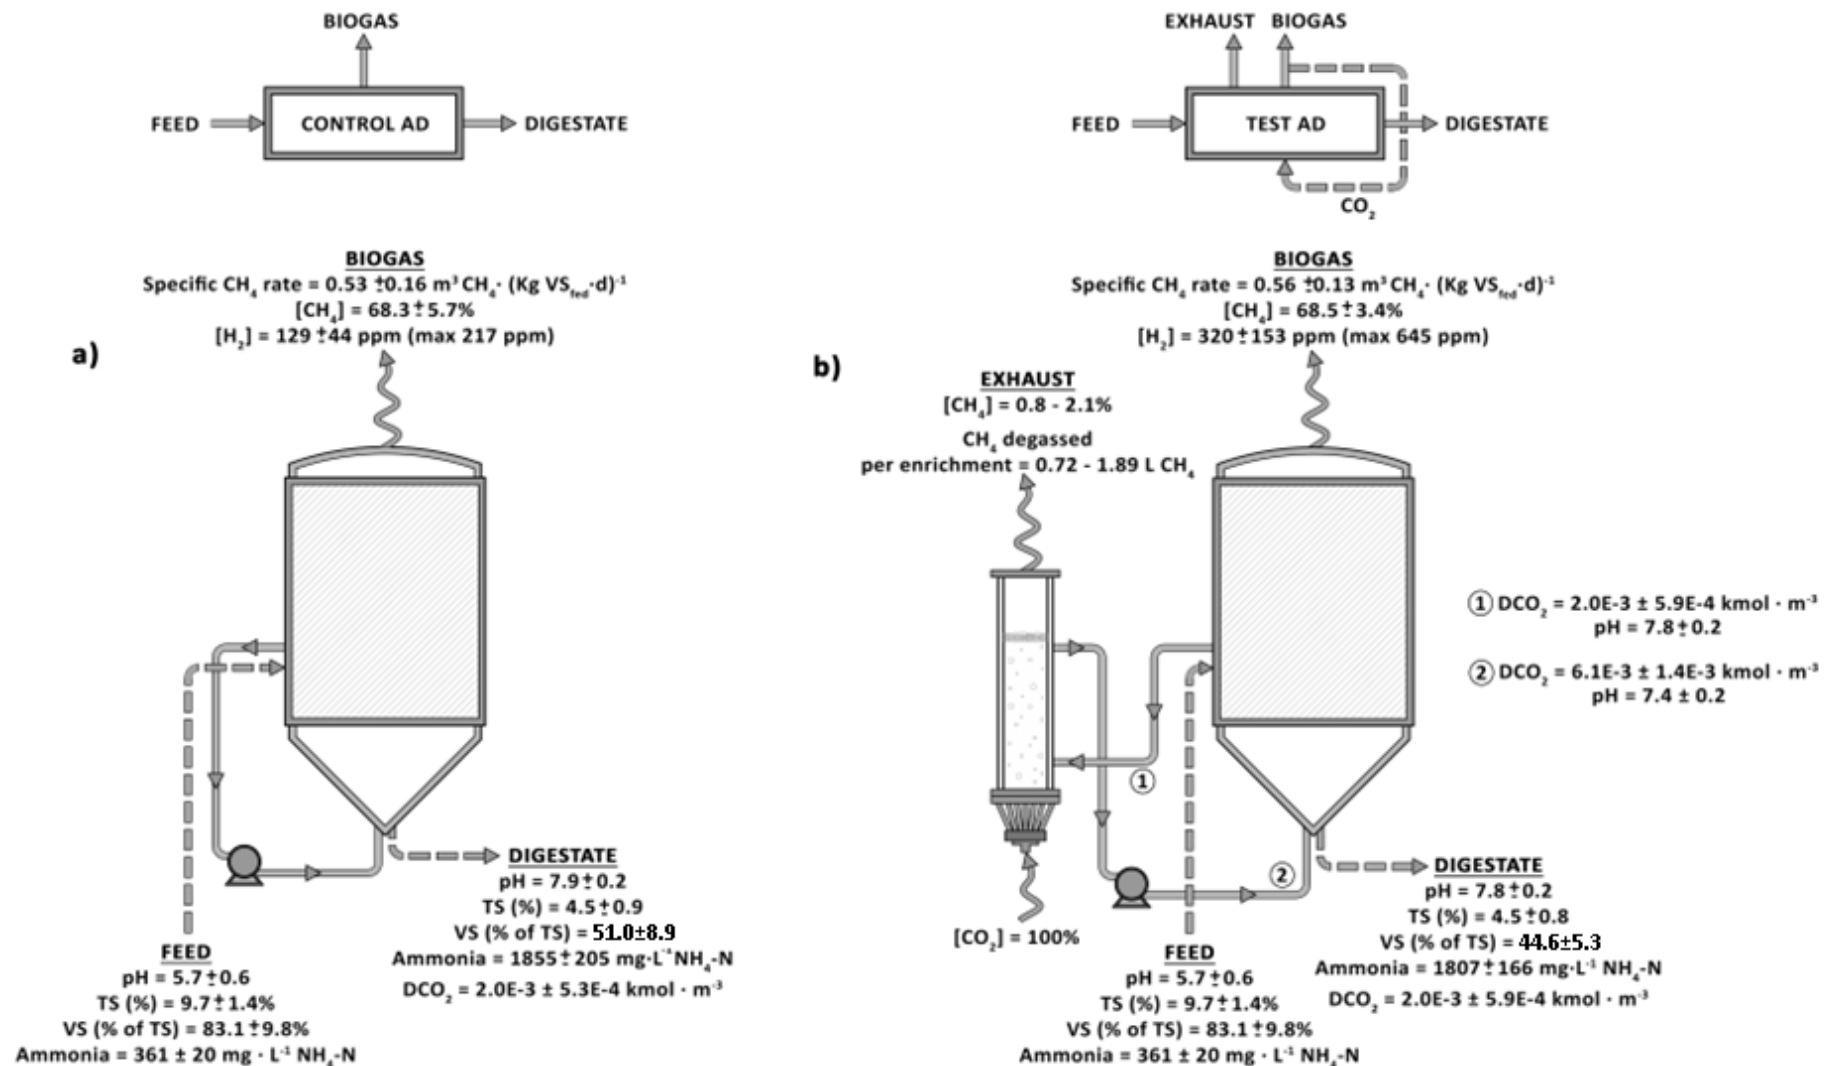 BIOGAS
FEED
CONTROL AD
DIGESTATE
BIOGAS
Specific CH₄ rate = 0.53 ±0.16 m³ CH₄· (Kg VSfed·d)⁻¹
[CH₄] = 68.3±5.7%
[H₂] = 129 ±44 ppm (max 217 ppm)
a)
DIGESTATE
pH = 7.9±0.2
TS (%) = 4.5±0.9
VS (% of TS) = 51.0±8.9
Ammonia = 1855±205 mg·L⁻¹NH₄-N
DCO₂ = 2.0E-3 ± 5.3E-4 kmol · m⁻³
FEED
pH = 5.7±0.6
TS (%) = 9.7±1.4%
VS (% of TS) = 83.1±9.8%
Ammonia = 361 ± 20 mg · L⁻¹ NH₄-N
EXHAUST BIOGAS
FEED
TEST AD
DIGESTATE
CO₂
BIOGAS
Specific CH₄ rate = 0.56 ±0.13 m³ CH₄· (Kg VSfed·d)⁻¹
[CH₄] = 68.5±3.4%
[H₂] = 320±153 ppm (max 645 ppm)
b)
EXHAUST
[CH₄] = 0.8 - 2.1%
CH₄ degassed
per enrichment = 0.72 - 1.89 L CH₄
① DCO₂ = 2.0E-3 ± 5.9E-4 kmol · m⁻³
pH = 7.8±0.2
② DCO₂ = 6.1E-3 ± 1.4E-3 kmol · m⁻³
pH = 7.4 ± 0.2
①
②
[CO₂] = 100%
DIGESTATE
pH = 7.8±0.2
TS (%) = 4.5±0.8
VS (% of TS) = 44.6±5.3
Ammonia = 1807±166 mg·L⁻¹ NH₄-N
DCO₂ = 2.0E-3 ± 5.9E-4 kmol · m⁻³
FEED
pH = 5.7±0.6
TS (%) = 9.7±1.4%
VS (% of TS) = 83.1±9.8%
Ammonia = 361 ± 20 mg · L⁻¹ NH₄-N